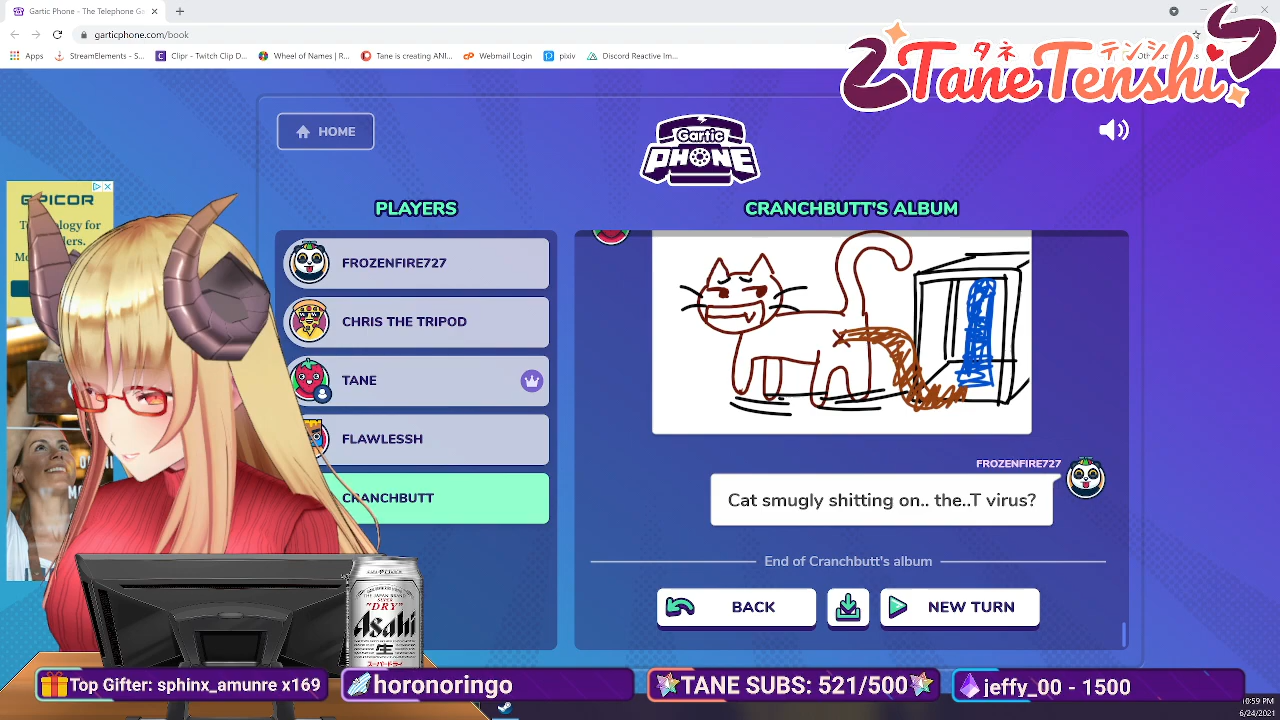 Gartic Phone - The Telephone Ga
garticphone.com/book
Apps
StreamElements - S...
Clipr - Twitch Clip D...
Wheel of Names | R...
Tane is creating ANI...
Webmail Login
pixiv
Discord Reactive Im...
タネ テンシ
TaneTenshi
HOME
Gartic
PHONE
EPICOR
PLAYERS
CRANCHBUTT'S ALBUM
FROZENFIRE727
CHRIS THE TRIPOD
TANE
FLAWLESSH
CRANCHBUTT
FROZENFIRE727
Cat smugly shitting on.. the..T virus?
End of Cranchbutt's album
BACK
NEW TURN
"DRY"
Asahi
生
Top Gifter: sphinx_amunre x169
horonoringo
TANE SUBS: 521/500
jeffy_00 - 1500
10:59 PM
6/24/2021